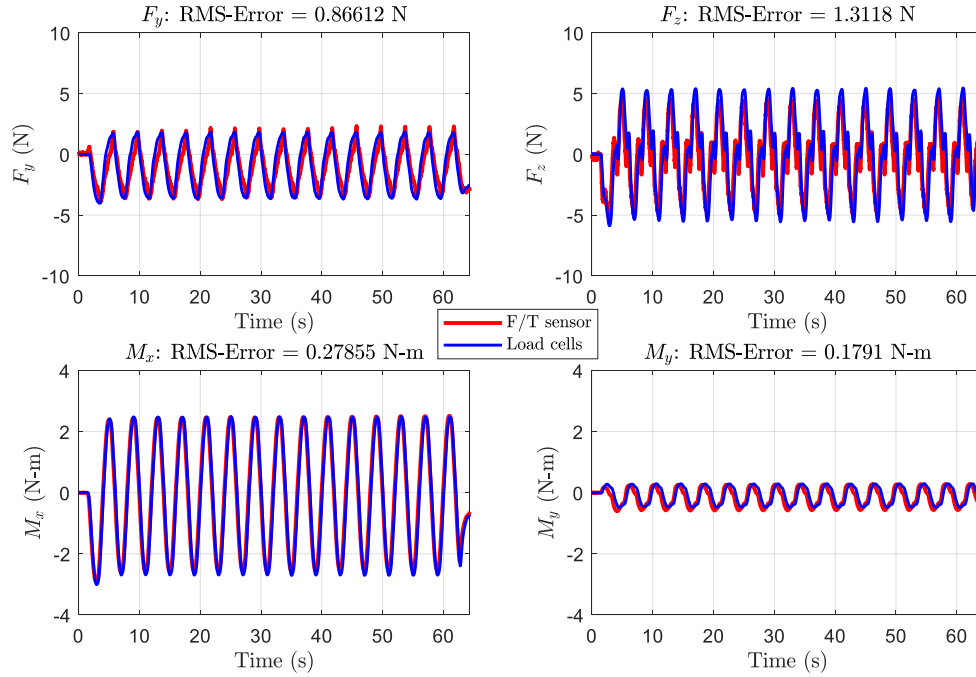 F_y: RMS-Error = 0.86612 N
10
5
0
-5
-10
F_y (N)
0 10 20 30 40 50 60
Time (s)
F_z: RMS-Error = 1.3118 N
10
5
0
-5
-10
F_z (N)
0 10 20 30 40 50 60
Time (s)
F/T sensor
Load cells
M_x: RMS-Error = 0.27855 N-m
4
2
0
-2
-4
M_x (N-m)
0 10 20 30 40 50 60
Time (s)
M_y: RMS-Error = 0.1791 N-m
4
2
0
-2
-4
M_y (N-m)
0 10 20 30 40 50 60
Time (s)